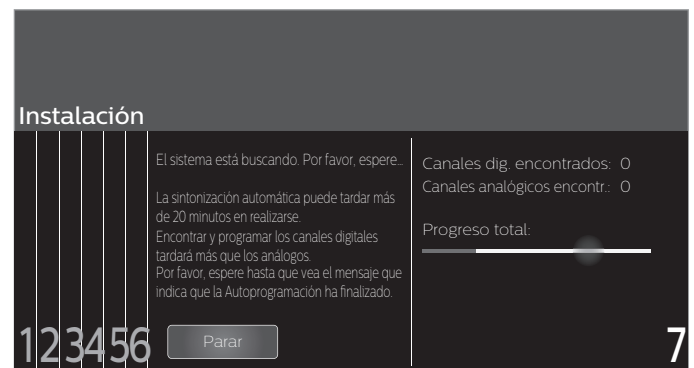 Instalación
El sistema está buscando. Por favor, espere...
La sintonización automática puede tardar más
de 20 minutos en realizarse.
Encontrar y programar los canales digitales
tardará más que los análogos.
Por favor, espere hasta que vea el mensaje que
indica que la Autoprogramación ha finalizado.
Parar
Canales dig. encontrados: 0
Canales analógicos encontr.: 0
Progreso total:
123456
7